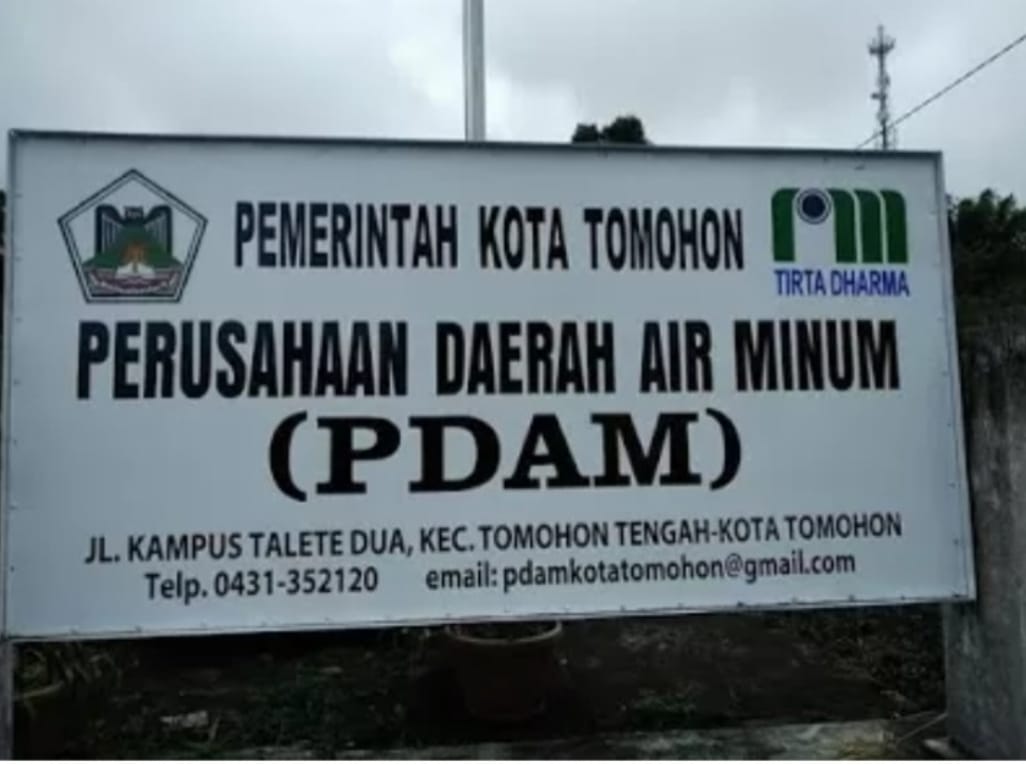 PEMERINTAH KOTA TOMOHON
TIRTA DHARMA
PERUSAHAAN DAERAH AIR MINUM
(PDAM)
JL. KAMPUS TALETE DUA, KEC. TOMOHON TENGAH-KOTA TOMOHON
Telp. 0431-352120 email: pdamkotatomohon@gmail.com